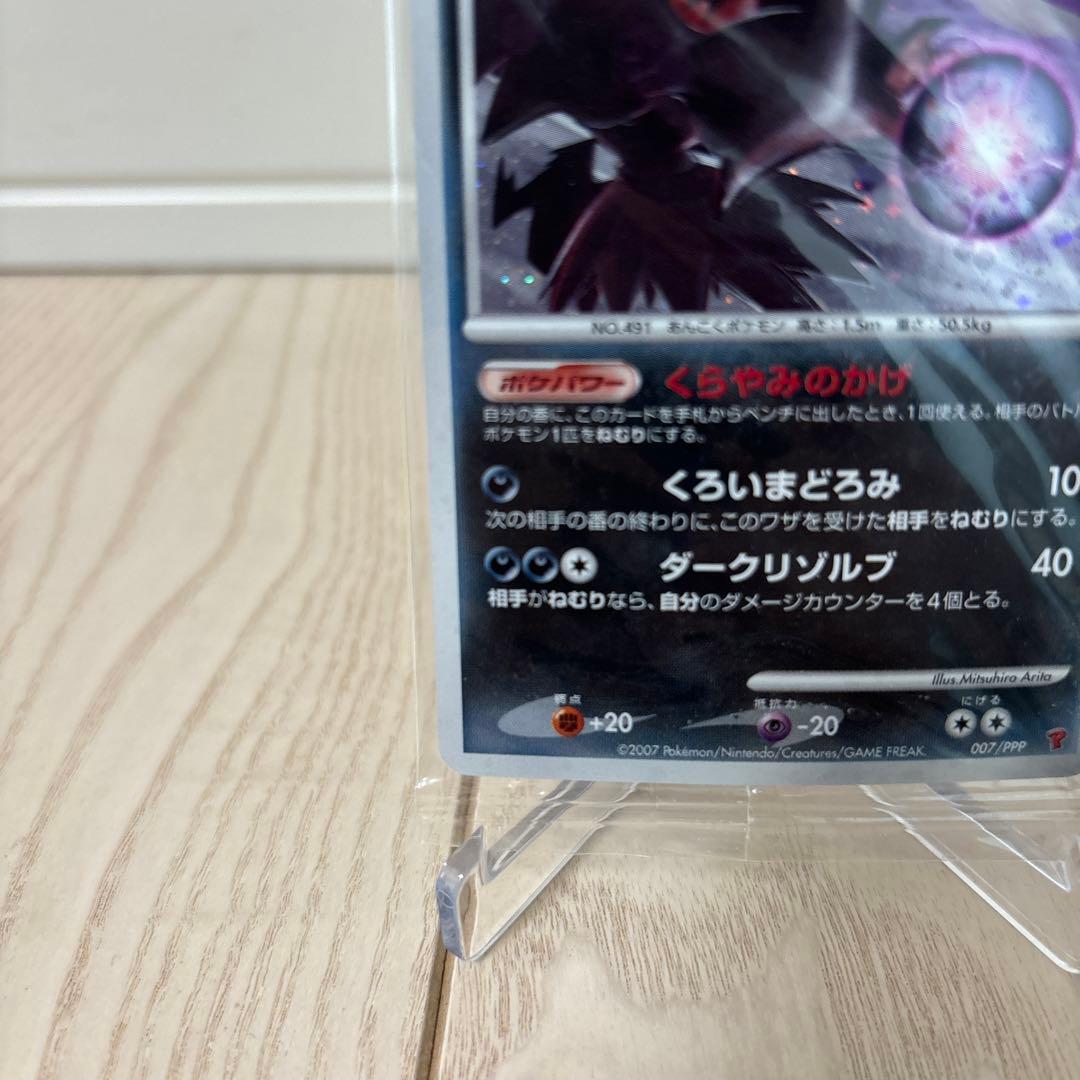 NO.491 あんこくポケモン 高さ:1.5m 重さ:50.5kg
ポケパワー くらやみのかげ
自分の番に、このカードを手札からベンチに出したとき、1回使える。相手のバトル
ポケモン1匹をねむりにする。
くろいまどろみ 10
次の相手の番の終わりに、このワザを受けた相手をねむりにする。
ダークリゾルブ 40
相手がねむりなら、自分のダメージカウンターを4個とる。
Illus.Mitsuhiro Arita
弱点 抵抗力 にげる
+20 -20
©2007 Pokémon/Nintendo/Creatures/GAME FREAK. 007/PPP P